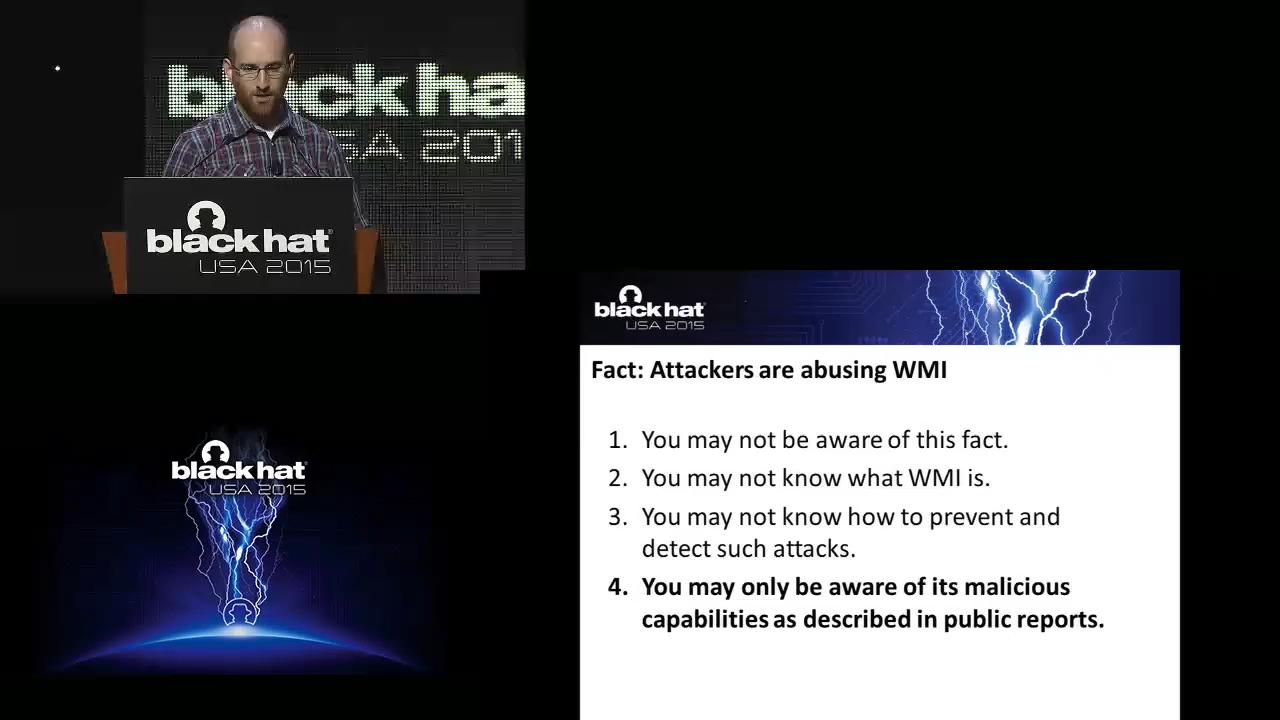 black ha
USA 201
black hat
USA 2015
black hat
USA 2015
Fact: Attackers are abusing WMI
1. You may not be aware of this fact.
2. You may not know what WMI is.
3. You may not know how to prevent and
detect such attacks.
4. You may only be aware of its malicious
capabilities as described in public reports.
black hat
USA 2015